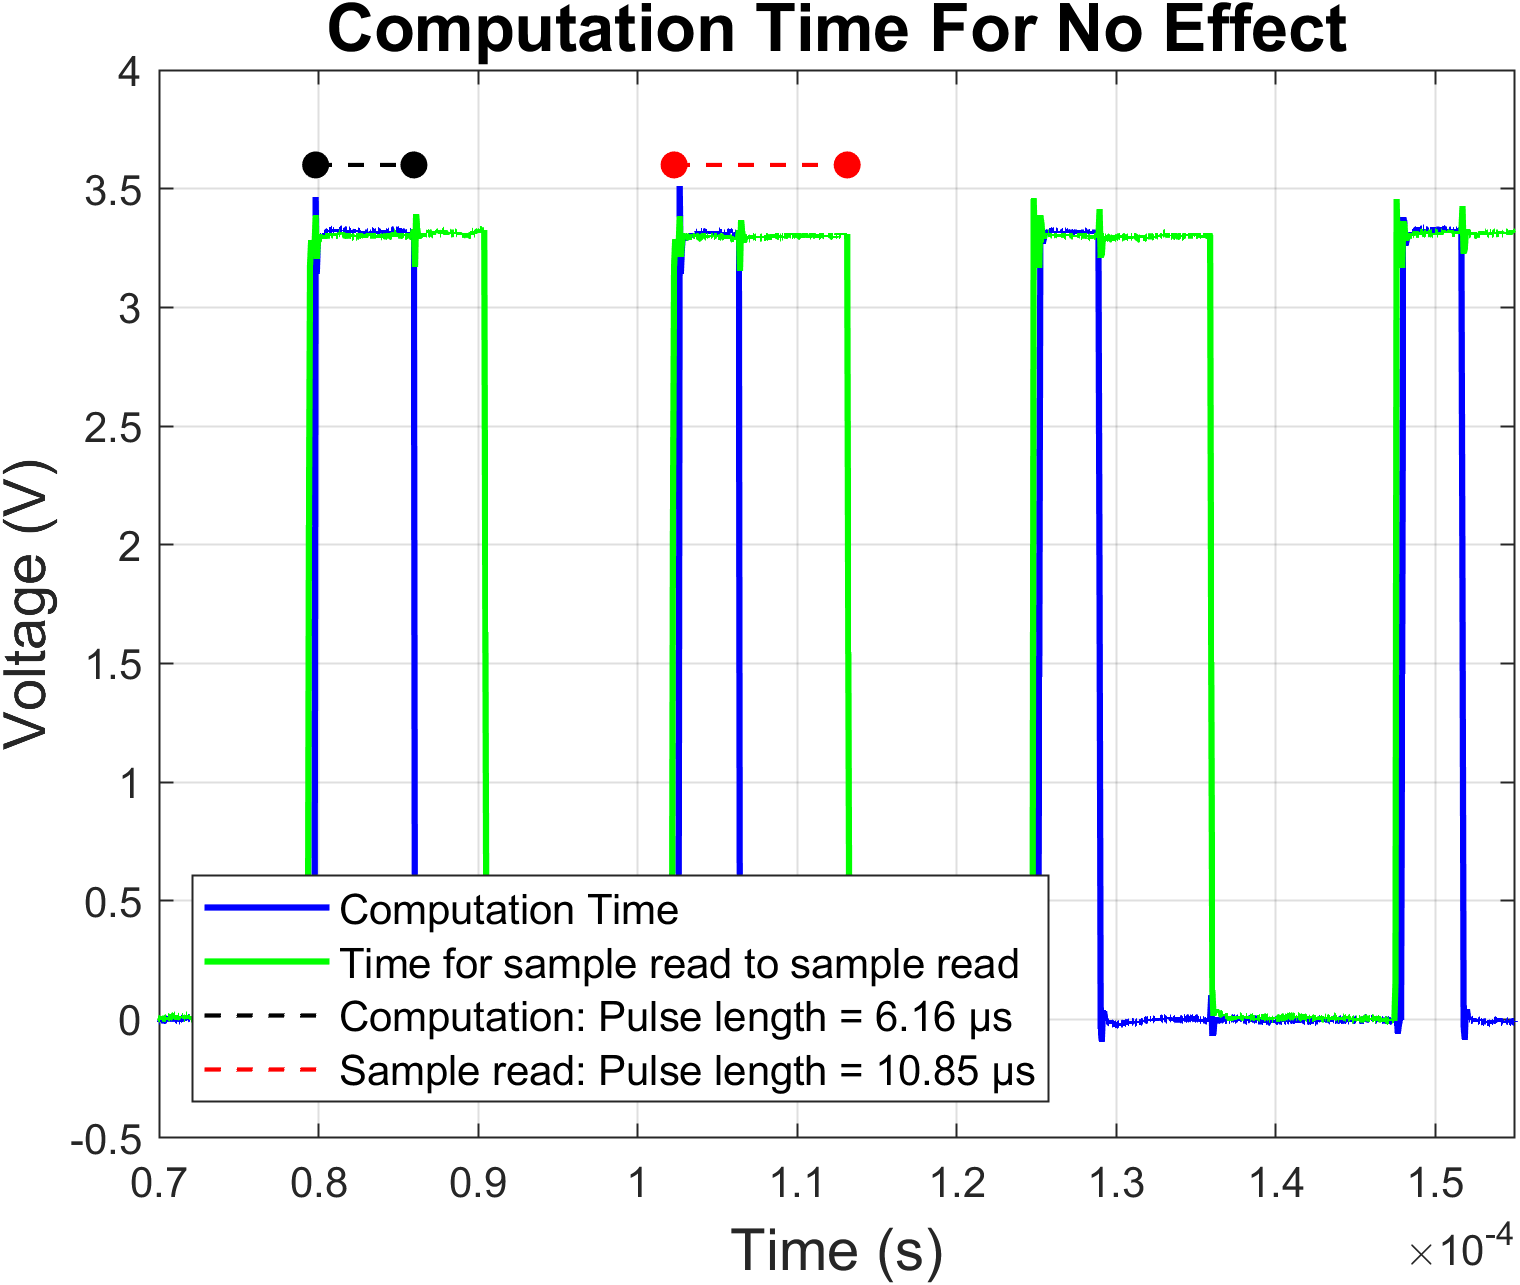 Computation Time For No Effect
4
3.5
3
2.5
2
1.5
1
0.5
0
-0.5
Voltage (V)
Computation Time
Time for sample read to sample read
Computation: Pulse length = 6.16 µs
Sample read: Pulse length = 10.85 µs
0.7 0.8 0.9 1 1.1 1.2 1.3 1.4 1.5
Time (s)
×10-4